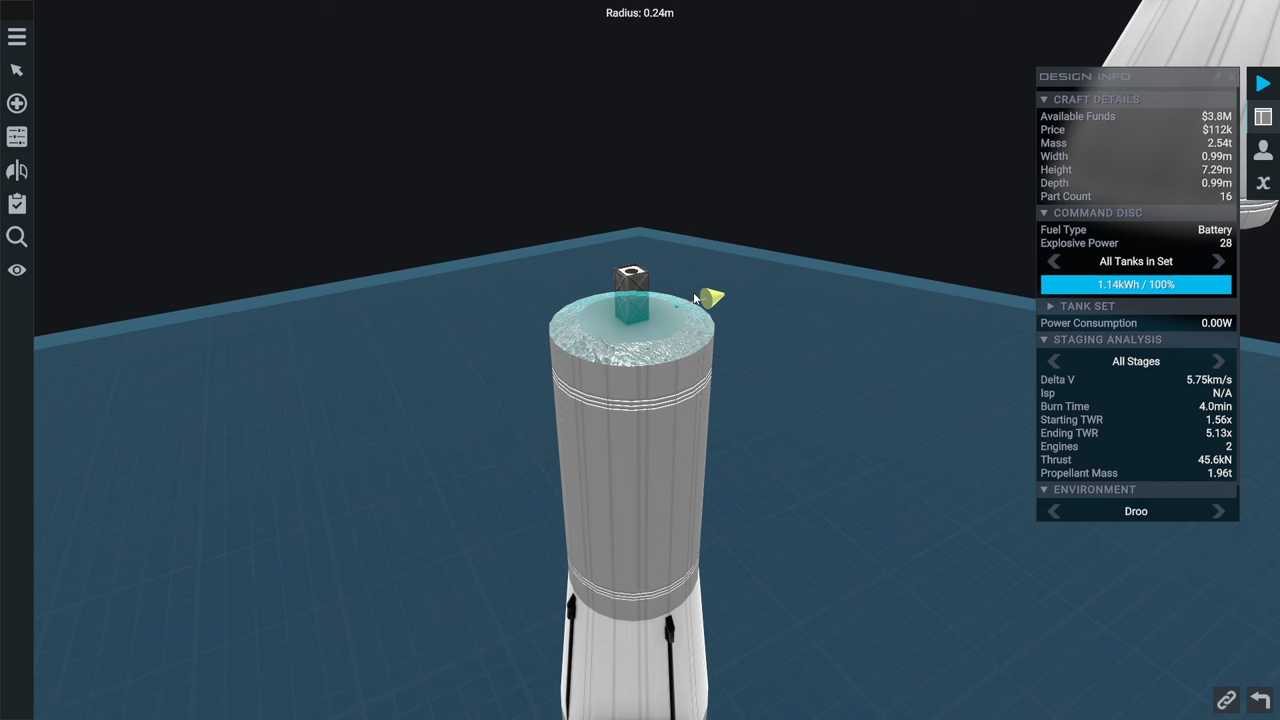 Radius: 0.24m
DESIGN INFO
CRAFT DETAILS
Available Funds $3.8M
Price $112k
Mass 2.54t
Width 0.99m
Height 7.29m
Depth 0.99m
Part Count 16
COMMAND DISC
Fuel Type Battery
Explosive Power 28
All Tanks in Set
1.14kWh / 100%
TANK SET
Power Consumption 0.00W
STAGING ANALYSIS
All Stages
Delta V 5.75km/s
Isp N/A
Burn Time 4.0min
Starting TWR 1.56x
Ending TWR 5.13x
Engines 2
Thrust 45.6kN
Propellant Mass 1.96t
ENVIRONMENT
Droo